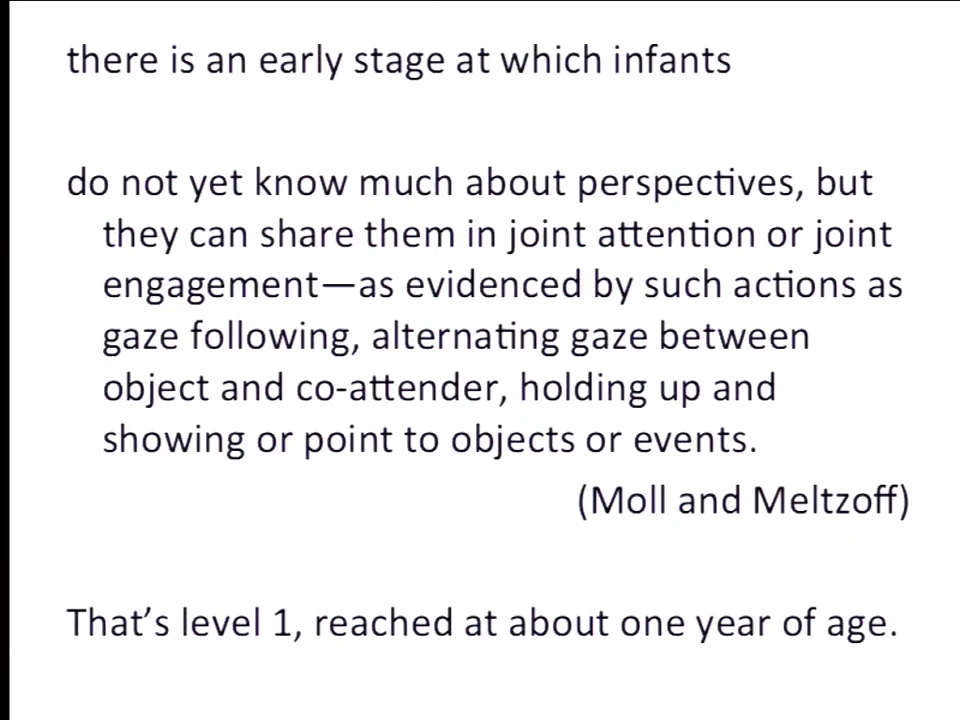 there is an early stage at which infants
do not yet know much about perspectives, but
they can share them in joint attention or joint
engagement—as evidenced by such actions as
gaze following, alternating gaze between
object and co-attender, holding up and
showing or point to objects or events.
(Moll and Meltzoff)
That’s level 1, reached at about one year of age.